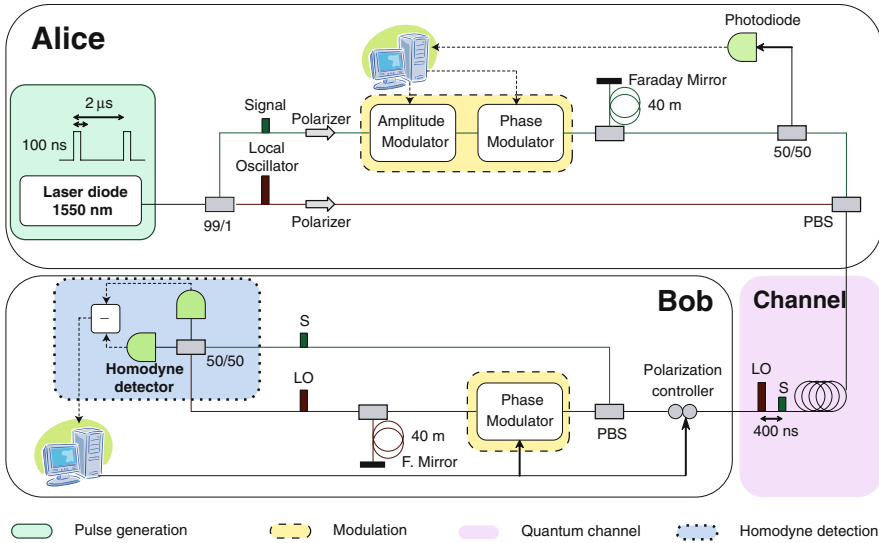 Alice
Photodiode
2 μs
100 ns
Laser diode
1550 nm
99/1
Signal
Local
Oscillator
Polarizer
Polarizer
Amplitude
Modulator
Phase
Modulator
Faraday Mirror
40 m
50/50
PBS
Bob
Channel
–
Homodyne
detector
50/50
S
LO
40 m
F. Mirror
Phase
Modulator
PBS
Polarization
controller
LO
S
400 ns
Pulse generation
Modulation
Quantum channel
Homodyne detection